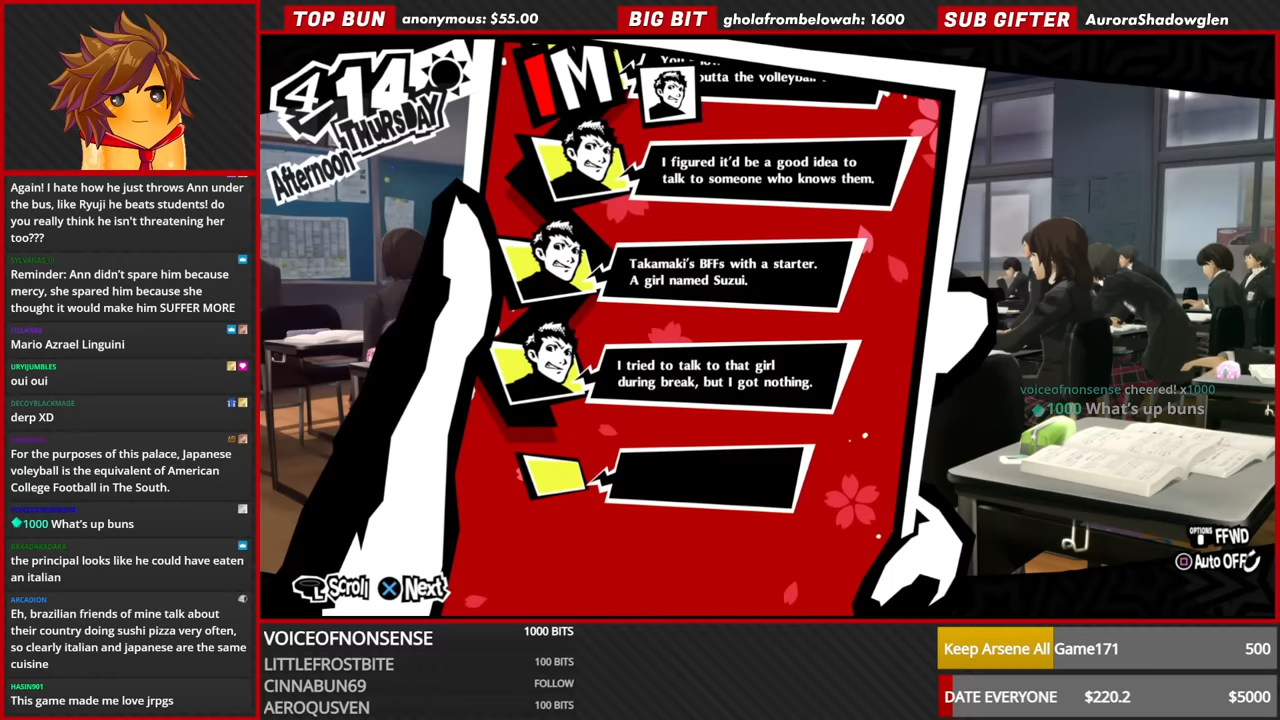 TOP BUN anonymous: $55.00
BIG BIT gholafrombelowah: 1600
SUB GIFTER AuroraShadowglen
4 14
THURSDAY
Afternoon
IM
outta the volleyball
I figured it'd be a good idea to
talk to someone who knows them.
Takamaki's BFFs with a starter.
A girl named Suzui.
I tried to talk to that girl
during break, but I got nothing.
L Scroll Next
OPTIONS FFWD
Auto OFF
voiceofnonsense cheered! x1000
1000 What's up buns
Again! I hate how he just throws Ann under
the bus, like Ryuji he beats students! do
you really think he isn't threatening her
too???
Reminder: Ann didn't spare him because
mercy, she spared him because she
thought it would make him SUFFER MORE
Mario Azrael Linguini
URYIJUMBLES
oui oui
DECOYBLACKMAGE
derp XD
For the purposes of this palace, Japanese
voleyball is the equivalent of American
College Football in The South.
VOICEOFNONSENSE
1000 What's up buns
the principal looks like he could have eaten
an italian
ARCADION
Eh, brazilian friends of mine talk about
their country doing sushi pizza very often,
so clearly italian and japanese are the same
cuisine
HASIN901
This game made me love jrpgs
VOICEOFNONSENSE 1000 BITS
LITTLEFROSTBITE 100 BITS
CINNABUN69 FOLLOW
AEROQUSVEN 100 BITS
Keep Arsene All Game171 500
DATE EVERYONE $220.2 $5000